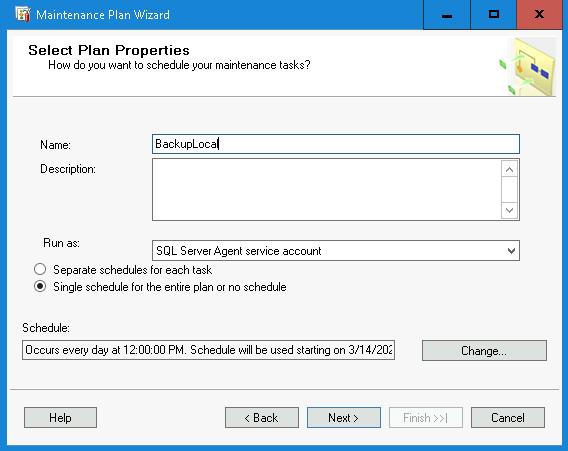 Maintenance Plan Wizard
Select Plan Properties
How do you want to schedule your maintenance tasks?
Name:
BackupLocal
Description:
Run as:
SQL Server Agent service account
Separate schedules for each task
Single schedule for the entire plan or no schedule
Schedule:
Occurs every day at 12:00:00 PM. Schedule will be used starting on 3/14/202
Change...
Help
< Back
Next >
Finish >>|
Cancel